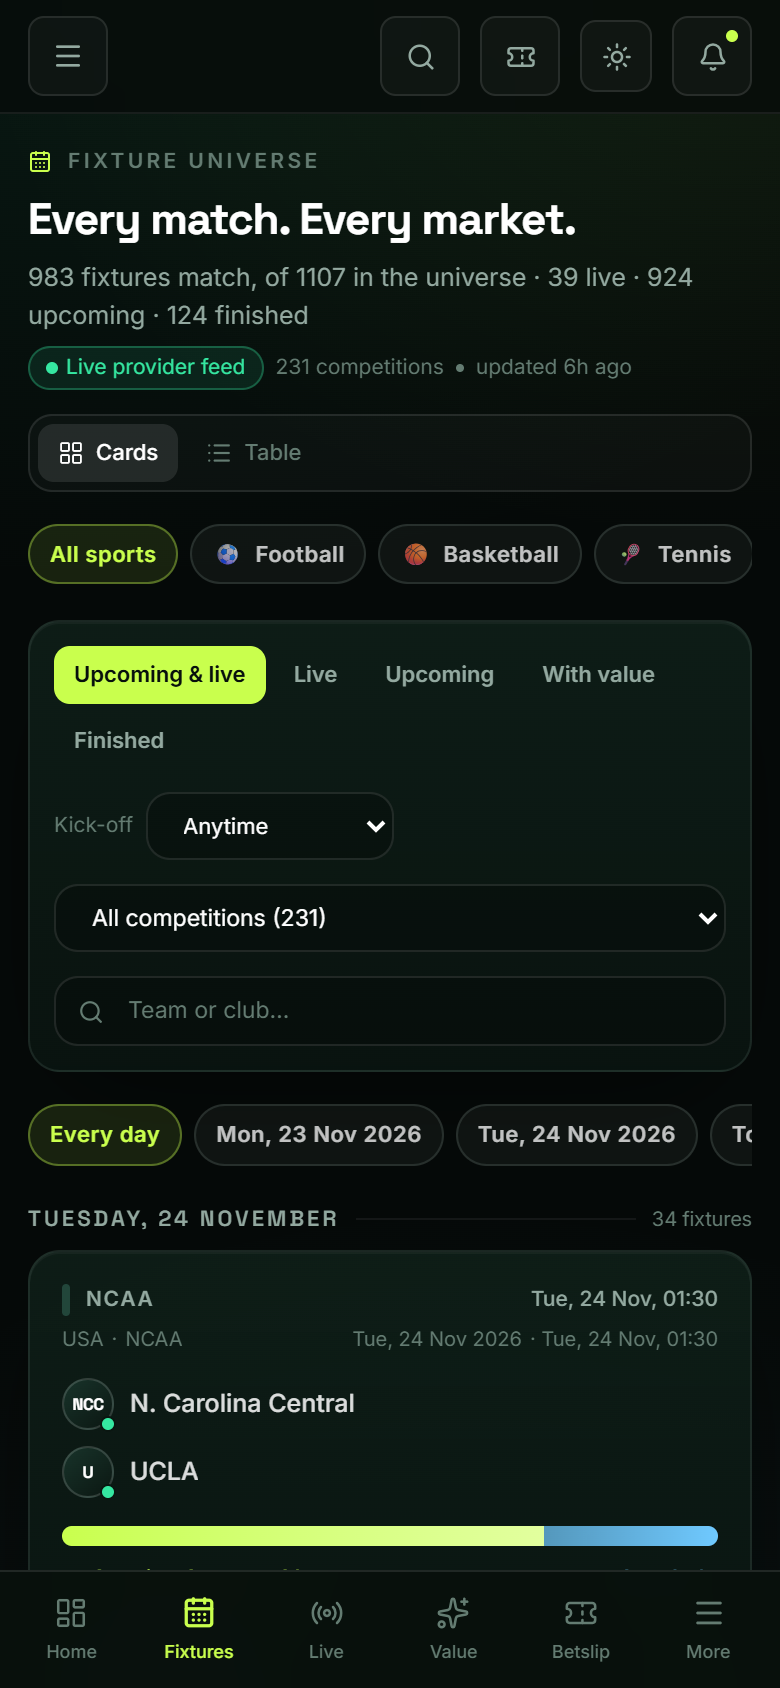 FIXTURE UNIVERSE
Every match. Every market.
983 fixtures match, of 1107 in the universe · 39 live · 924
upcoming · 124 finished
Live provider feed 231 competitions • updated 6h ago
Cards Table
All sports Football Basketball Tennis
Upcoming & live Live Upcoming With value
Finished
Kick-off Anytime
All competitions (231)
Team or club...
Every day Mon, 23 Nov 2026 Tue, 24 Nov 2026
TUESDAY, 24 NOVEMBER 34 fixtures
NCAA Tue, 24 Nov, 01:30
USA · NCAA Tue, 24 Nov 2026 · Tue, 24 Nov, 01:30
NCC N. Carolina Central
U UCLA
Home Fixtures Live Value Betslip More